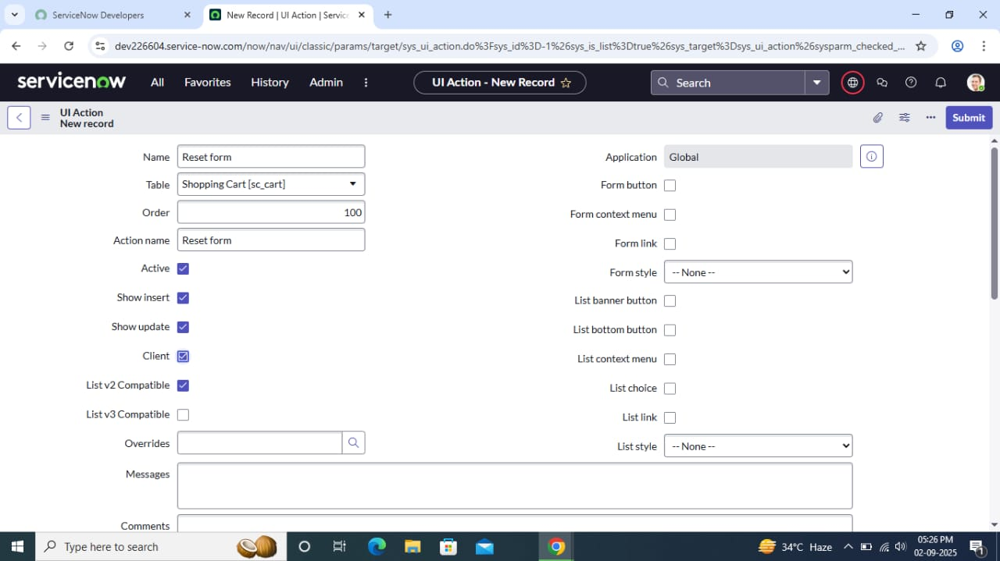 ServiceNow Developers
New Record | UI Action | Service
dev226604.service-now.com/now/nav/ui/classic/params/target/sys_ui_action.do%3Fsys_id%3D-1%26sys_is_list%3Dtrue%26sys_target%3Dsys_ui_action%26sysparm_checked_...
servicenow
All
Favorites
History
Admin
UI Action - New Record
Search
UI Action
New record
Submit
Name
Reset form
Table
Shopping Cart [sc_cart]
Order
100
Action name
Reset form
Active
Show insert
Show update
Client
List v2 Compatible
List v3 Compatible
Overrides
Messages
Comments
Application
Global
Form button
Form context menu
Form link
Form style
-- None --
List banner button
List bottom button
List context menu
List choice
List link
List style
-- None --
Type here to search
34°C Haze
05:26 PM
02-09-2025
1